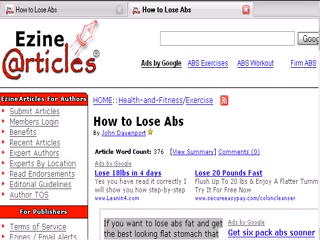 How to Lose Abs
How to Lose Abs
Ezine @rticles®
Goo
Ads by Google ABS Exercises ABS Workout Firm ABS
EzineArticles For Authors
Submit Articles
Members Login
Benefits
Recent Articles
Expert Authors
Experts By Location
Read Endorsements
Editorial Guidelines
Author TOS
For Publishers
Terms of Service
Ezines / Email Alerts
HOME::Health-and-Fitness/Exercise
How to Lose Abs
By John Davenport
Article Word Count: 376 [View Summary] Comments (0)
Ads by Google
Lose 18lbs in 4 days
Yes you have read it correctly I
will show you how step-by-step
www.Leanin4.com
Lose 20 Pounds Fast
Flush Up To 20 lbs & Enjoy A Flatter Tumm
Try It For Free Now
www.secureeazypay.com/coloncleanzer
If you want to lose abs fat and get
the best looking flat stomach that
Ads by Google
Get six pack abs sooner